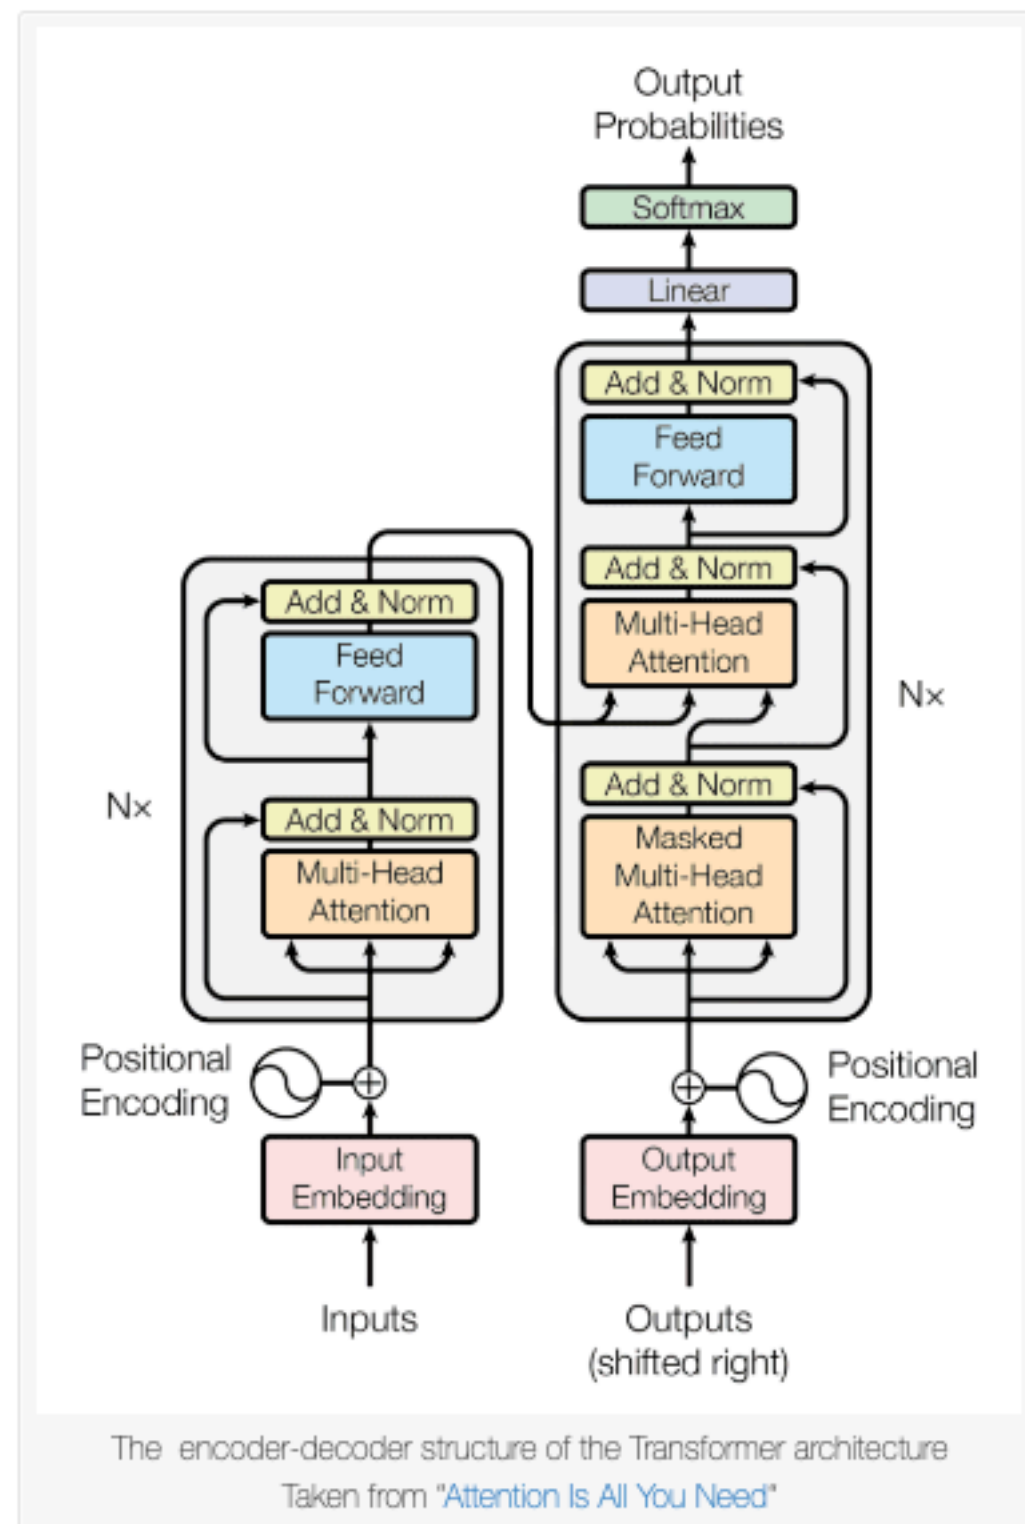 Output
Probabilities
Softmax
Linear
Add & Norm
Feed
Forward
Add & Norm
Multi-Head
Attention
Add & Norm
Masked
Multi-Head
Attention
Nx
Add & Norm
Feed
Forward
Add & Norm
Multi-Head
Attention
Nx
Positional
Encoding
Positional
Encoding
Input
Embedding
Output
Embedding
Inputs
Outputs
(shifted right)
The encoder-decoder structure of the Transformer architecture
Taken from "Attention Is All You Need"